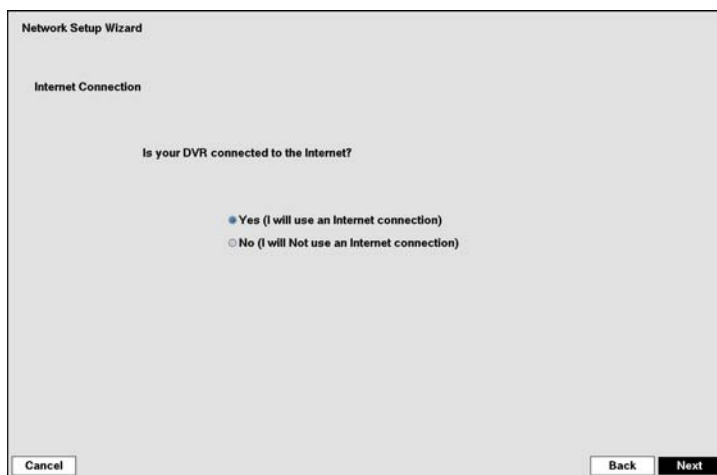 Network Setup Wizard
Internet Connection
Is your DVR connected to the Internet?
Yes (I will use an Internet connection)
No (I will Not use an Internet connection)
Cancel Back Next